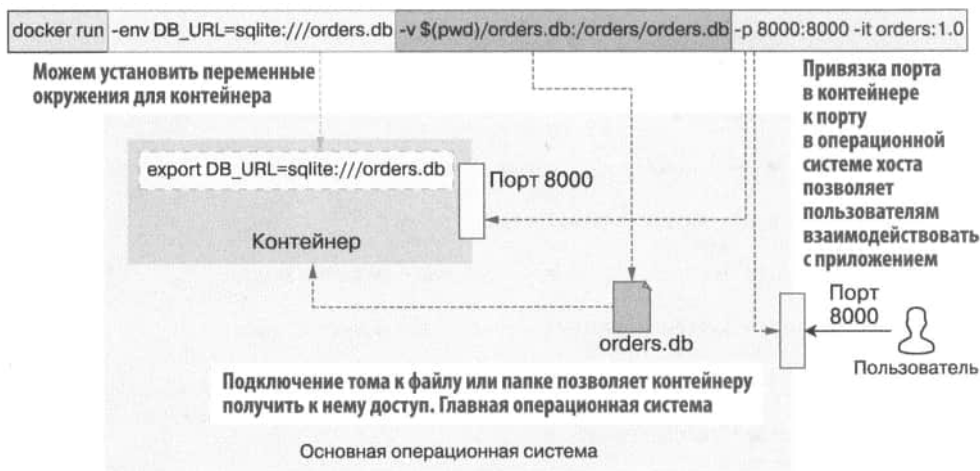 docker run -env DB_URL=sqlite:///orders.db -v $(pwd)/orders.db:/orders/orders.db -p 8000:8000 -it orders:1.0
Можем установить переменные
окружения для контейнера
Привязка порта
в контейнере
к порту
в операционной
системе хоста
позволяет
пользователям
взаимодействовать
с приложением
export DB_URL=sqlite:///orders.db
Порт 8000
Контейнер
orders.db
Порт
8000
Пользователь
Подключение тома к файлу или папке позволяет контейнеру
получить к нему доступ. Главная операционная система
Основная операционная система